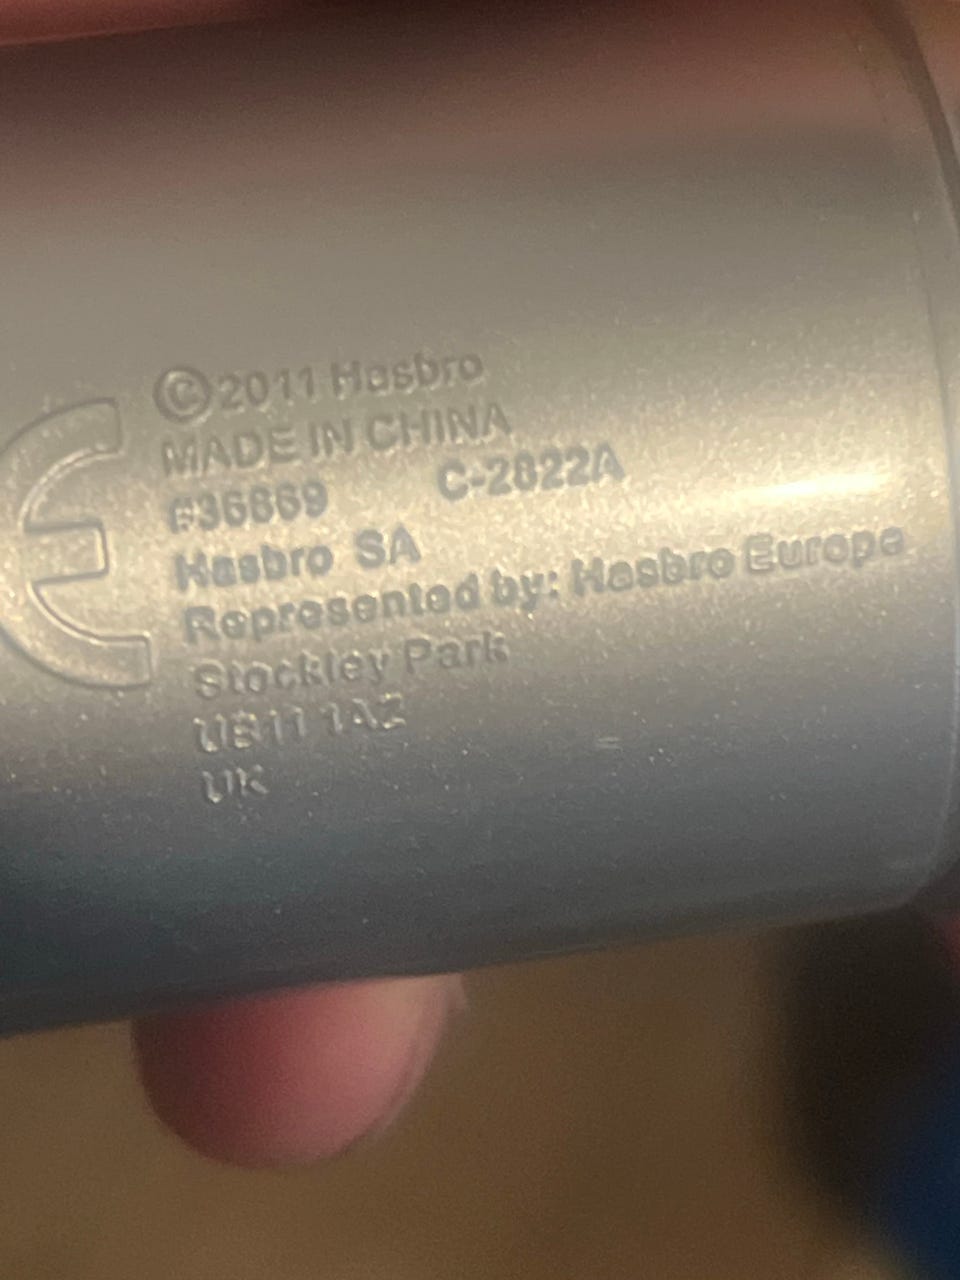 ©2011 Hasbro
MADE IN CHINA
#36869 C-2822A
Hasbro SA
Represented by: Hasbro Europe
Stockley Park
UB11 1AZ
UK